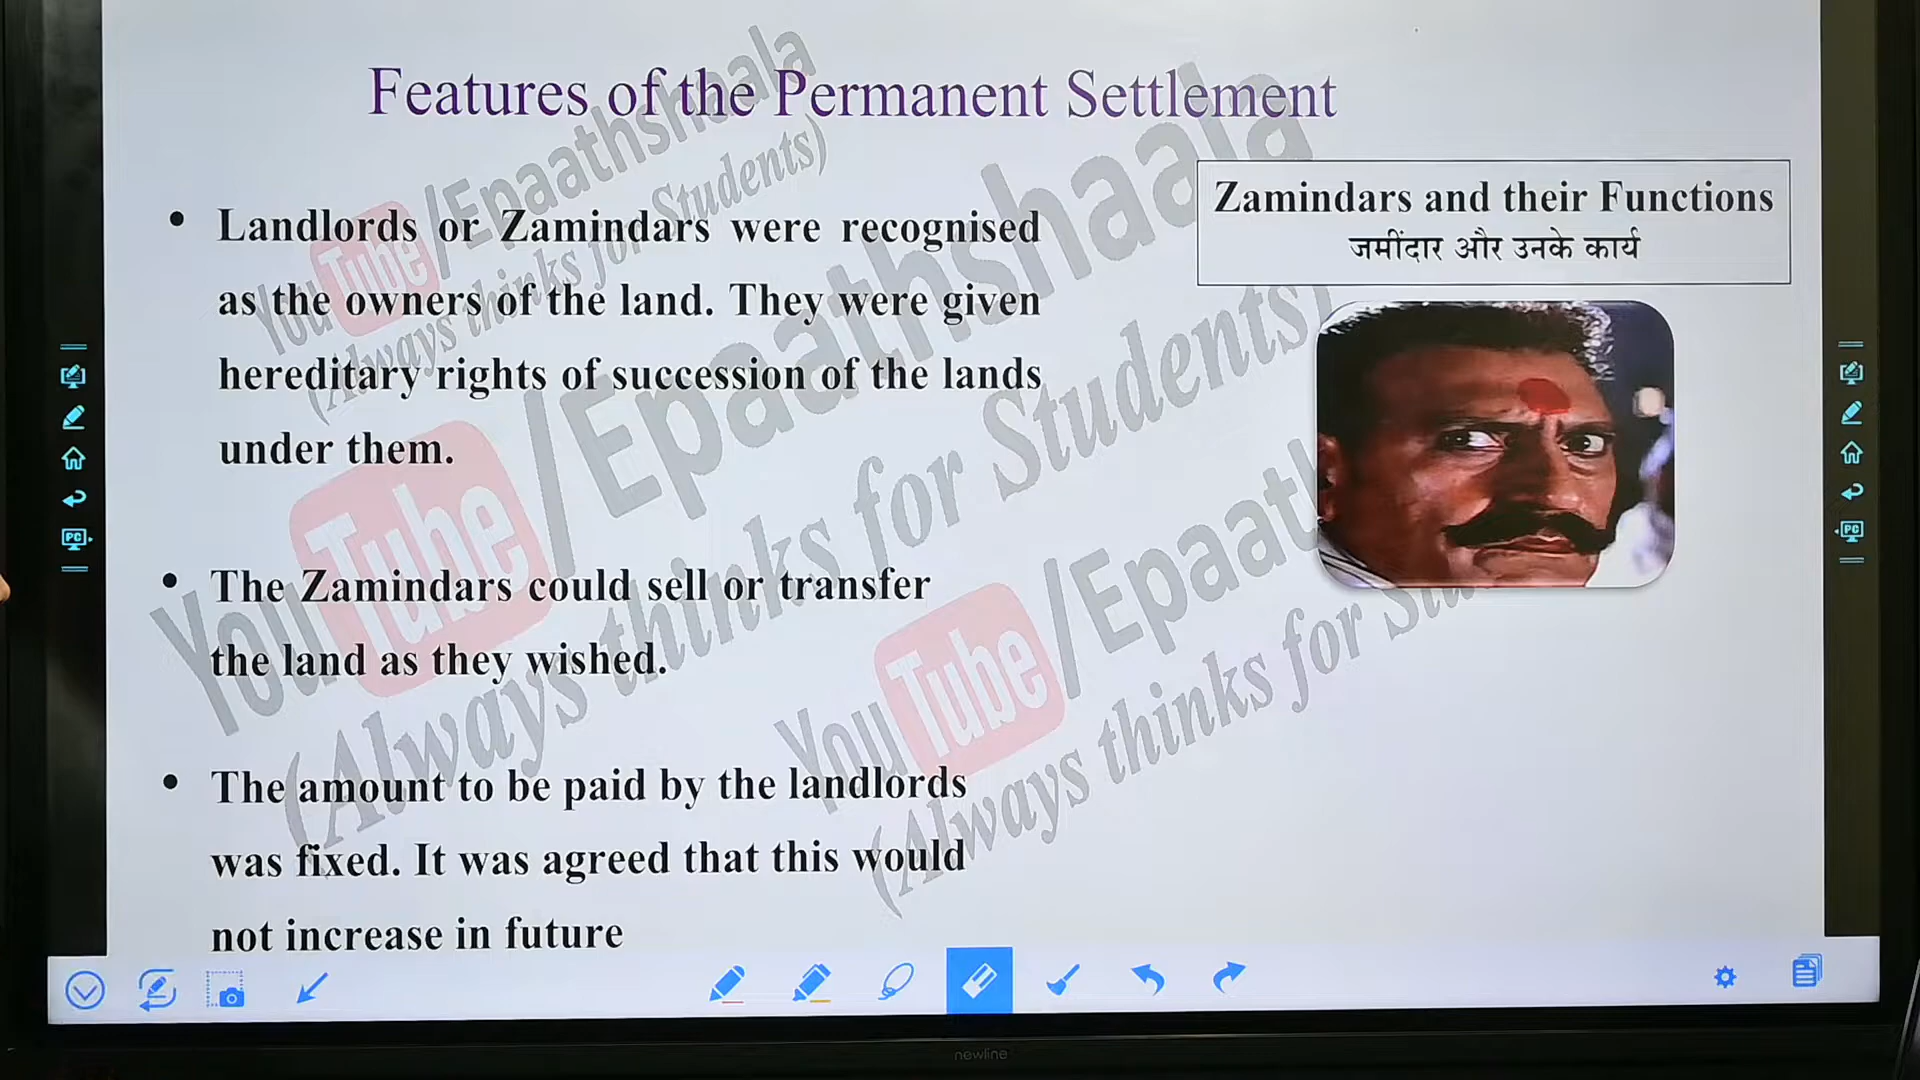 Features of the Permanent Settlement
Zamindars and their Functions
जमींदार और उनके कार्य
• Landlords or Zamindars were recognised
as the owners of the land. They were given
hereditary rights of succession of the lands
under them.
• The Zamindars could sell or transfer
the land as they wished.
• The amount to be paid by the landlords
was fixed. It was agreed that this would
not increase in future
YouTube/Epaathshaala
(Always thinks for Students)
YouTube/Epaathshaala
(Always thinks for Students)
YouTube/Epaath
(Always thinks for Stu
PC
PC
newline